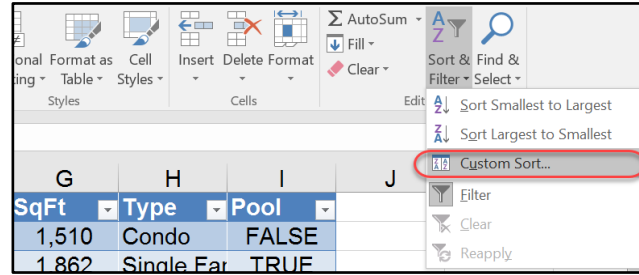 AutoSum
Fill
Clear
onal Format as Cell Insert Delete Format Sort & Find &
ing Table Styles Filter Select
Styles Cells Edit
Sort Smallest to Largest
Sort Largest to Smallest
Custom Sort...
Filter
Clear
Reapply
G H I J
SqFt Type Pool
1,510 Condo FALSE
1,862 Single Far TRUE